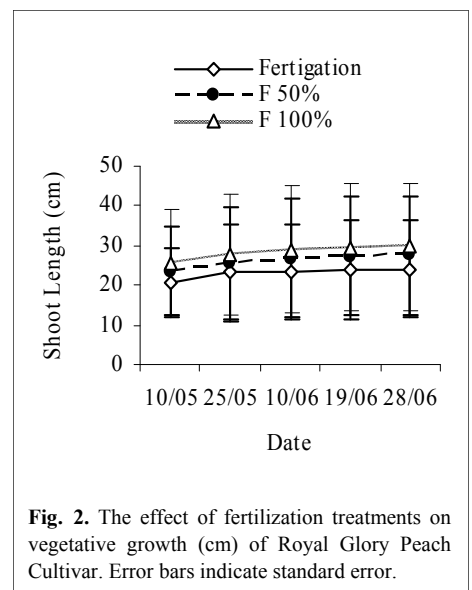 Fertigation
F 50%
F 100%
50
40
30
20
10
0
Shoot Length (cm)
10/05 25/05 10/06 19/06 28/06
Date
Fig. 2. The effect of fertilization treatments on
vegetative growth (cm) of Royal Glory Peach
Cultivar. Error bars indicate standard error.